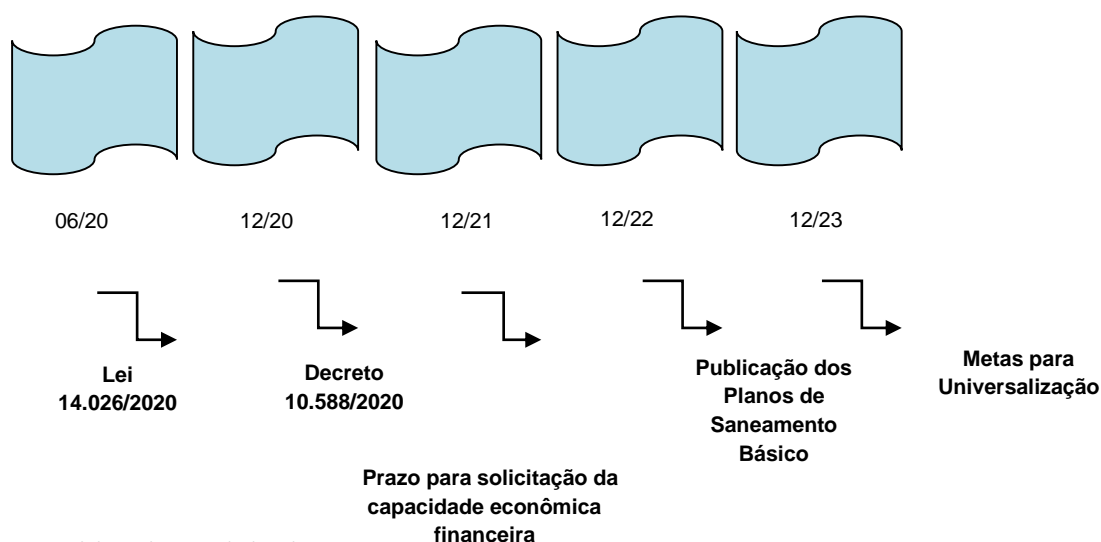 06/20
12/20
12/21
12/22
12/23
Lei
14.026/2020
Decreto
10.588/2020
Prazo para solicitação da
capacidade econômica
financeira
Publicação dos
Planos de
Saneamento
Básico
Metas para
Universalização